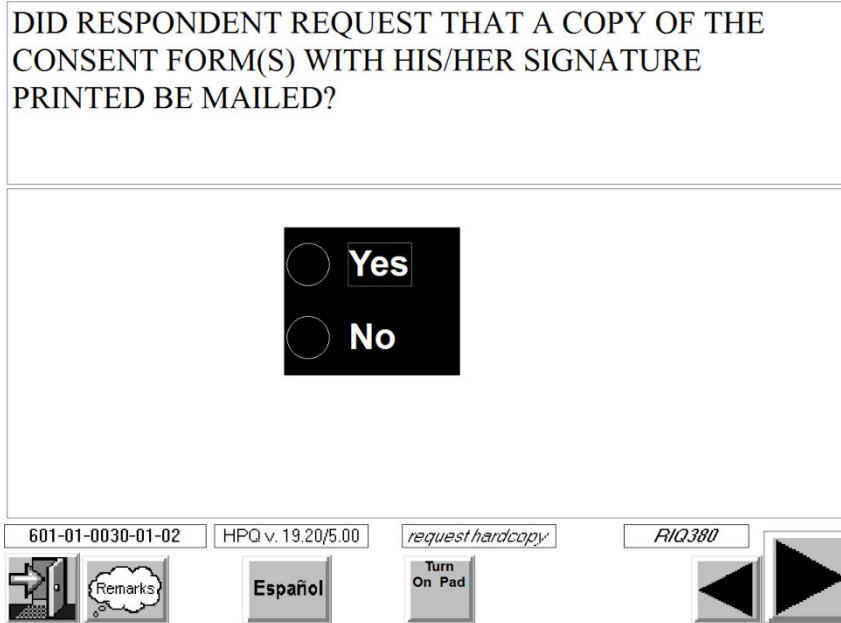 DID RESPONDENT REQUEST THAT A COPY OF THE
CONSENT FORM(S) WITH HIS/HER SIGNATURE
PRINTED BE MAILED?
Yes
No
601-01-0030-01-02
HPQ v. 19.20/5.00
request hardcopy
RIQ380
Remarks
Español
Turn
On Pad